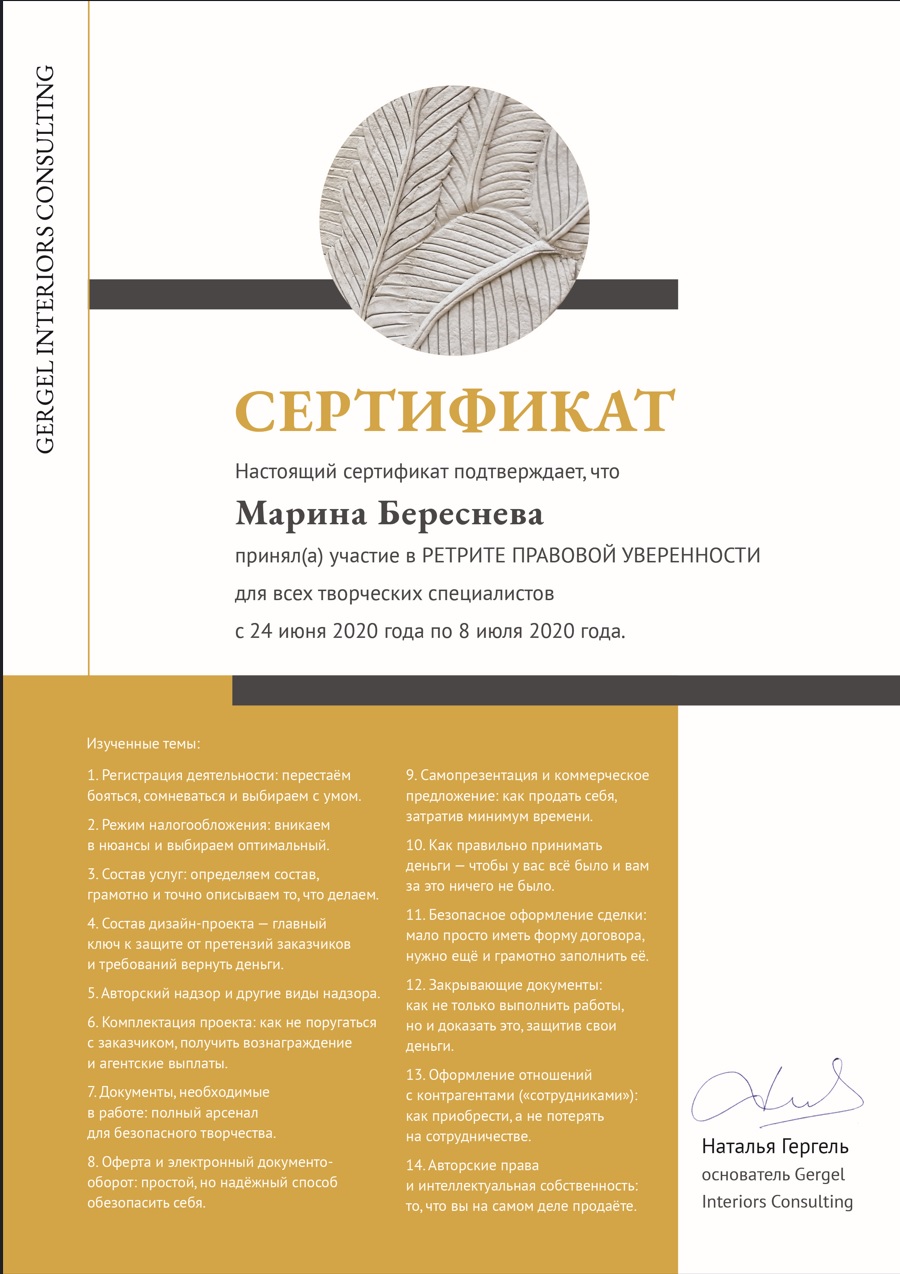 GERGEL INTERIORS CONSULTING
СЕРТИФИКАТ
Настоящий сертификат подтверждает, что
Марина Береснева
принял(а) участие в РЕТРИТЕ ПРАВОВОЙ УВЕРЕННОСТИ
для всех творческих специалистов
с 24 июня 2020 года по 8 июля 2020 года.
Изученные темы:
1. Регистрация деятельности: перестаём
бояться, сомневаться и выбираем с умом.
2. Режим налогообложения: вникаем
в нюансы и выбираем оптимальный.
3. Состав услуг: определяем состав,
грамотно и точно описываем то, что делаем.
4. Состав дизайн-проекта — главный
ключ к защите от претензий заказчиков
и требований вернуть деньги.
5. Авторский надзор и другие виды надзора.
6. Комплектация проекта: как не поругаться
с заказчиком, получить вознаграждение
и агентские выплаты.
7. Документы, необходимые
в работе: полный арсенал
для безопасного творчества.
8. Оферта и электронный документо-
оборот: простой, но надёжный способ
обезопасить себя.
9. Самопрезентация и коммерческое
предложение: как продать себя,
затратив минимум времени.
10. Как правильно принимать
деньги — чтобы у вас всё было и вам
за это ничего не было.
11. Безопасное оформление сделки:
мало просто иметь форму договора,
нужно ещё и грамотно заполнить её.
12. Закрывающие документы:
как не только выполнить работы,
но и доказать это, защитив свои
деньги.
13. Оформление отношений
с контрагентами («сотрудниками»):
как приобрести, а не потерять
на сотрудничестве.
14. Авторские права
и интеллектуальная собственность:
то, что вы на самом деле продаёте.
Наталья Гергель
основатель Gergel
Interiors Consulting